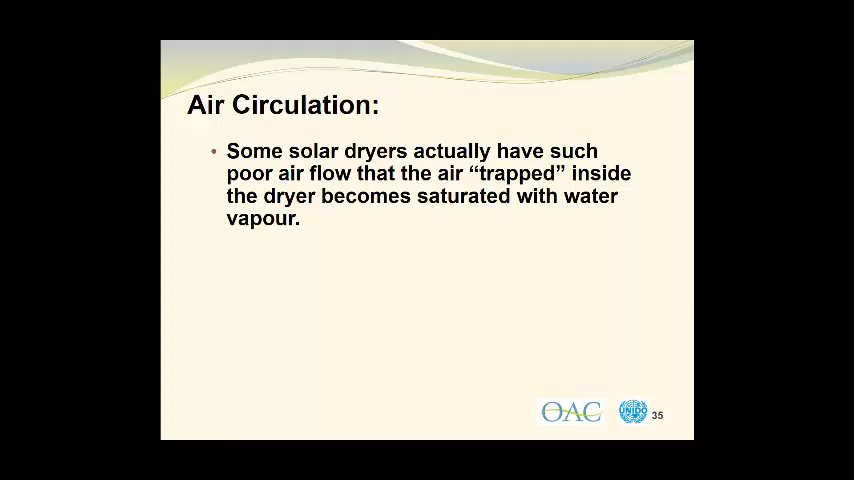 Air Circulation:
• Some solar dryers actually have such
poor air flow that the air “trapped” inside
the dryer becomes saturated with water
vapour.
OAC
UNIDO
35